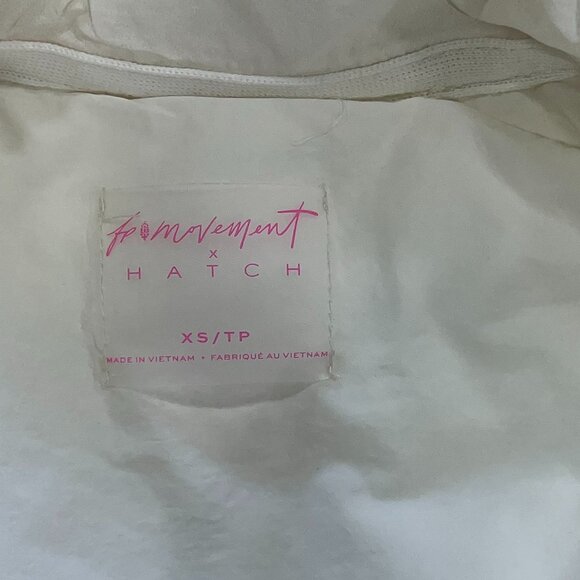 fp movement
x
HATCH
XS/TP
MADE IN VIETNAM • FABRIQUÉ AU VIETNAM